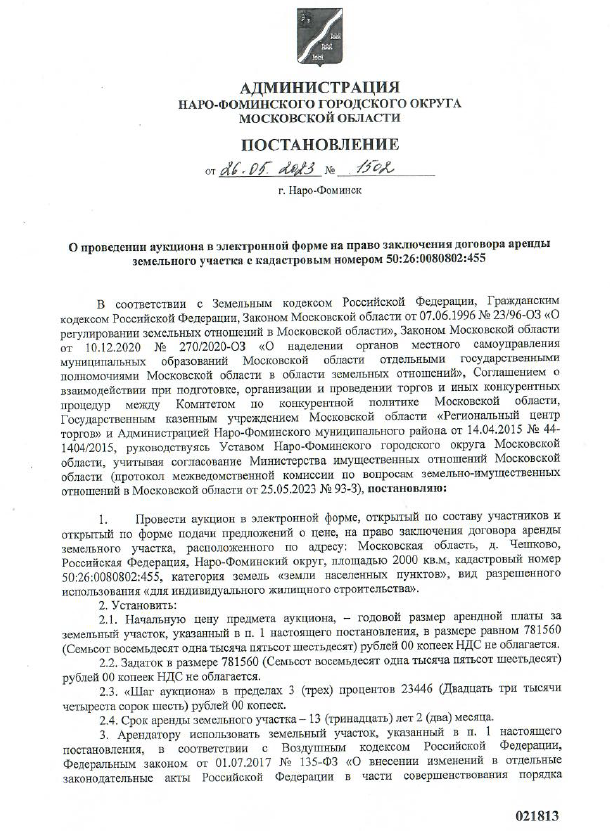 АДМИНИСТРАЦИЯ
НАРО-ФОМИНСКОГО ГОРОДСКОГО ОКРУГА
МОСКОВСКОЙ ОБЛАСТИ
ПОСТАНОВЛЕНИЕ
от 26.05.2023 № 1502
г. Наро-Фоминск
О проведении аукциона в электронной форме на право заключения договора аренды
земельного участка с кадастровым номером 50:26:0080802:455
В соответствии с Земельным кодексом Российской Федерации, Гражданским
кодексом Российской Федерации, Законом Московской области от 07.06.1996 № 23/96-ОЗ «О
регулировании земельных отношений в Московской области», Законом Московской области
от 10.12.2020 № 270/2020-ОЗ «О наделении органов местного самоуправления
муниципальных образований Московской области отдельными государственными
полномочиями Московской области в области земельных отношений», Соглашением о
взаимодействии при подготовке, организации и проведении торгов и иных конкурентных
процедур между Комитетом по конкурентной политике Московской области,
Государственным казенным учреждением Московской области «Региональный центр
торгов» и Администрацией Наро-Фоминского муниципального района от 14.04.2015 № 44-
1404/2015, руководствуясь Уставом Наро-Фоминского городского округа Московской
области, учитывая согласование Министерства имущественных отношений Московской
области (протокол межведомственной комиссии по вопросам земельно-имущественных
отношений в Московской области от 25.05.2023 № 93-З), постановляю:
1. Провести аукцион в электронной форме, открытый по составу участников и
открытый по форме подачи предложений о цене, на право заключения договора аренды
земельного участка, расположенного по адресу: Московская область, д. Чешково,
Российская Федерация, Наро-Фоминский округ, площадью 2000 кв.м, кадастровый номер
50:26:0080802:455, категория земель «земли населенных пунктов», вид разрешенного
использования «для индивидуального жилищного строительства».
2. Установить:
2.1. Начальную цену предмета аукциона, – годовой размер арендной платы за
земельный участок, указанный в п. 1 настоящего постановления, в размере равном 781560
(Семьсот восемьдесят одна тысяча пятьсот шестьдесят) рублей 00 копеек НДС не облагается.
2.2. Задаток в размере 781560 (Семьсот восемьдесят одна тысяча пятьсот шестьдесят)
рублей 00 копеек НДС не облагается.
2.3. «Шаг аукциона» в пределах 3 (трех) процентов 23446 (Двадцать три тысячи
четыреста сорок шесть) рублей 00 копеек.
2.4. Срок аренды земельного участка – 13 (тринадцать) лет 2 (два) месяца.
3. Арендатору использовать земельный участок, указанный в п. 1 настоящего
постановления, в соответствии с Воздушным кодексом Российской Федерации,
Федеральным законом от 01.07.2017 № 135-ФЗ «О внесении изменений в отдельные
законодательные акты Российской Федерации в части совершенствования порядка
021813